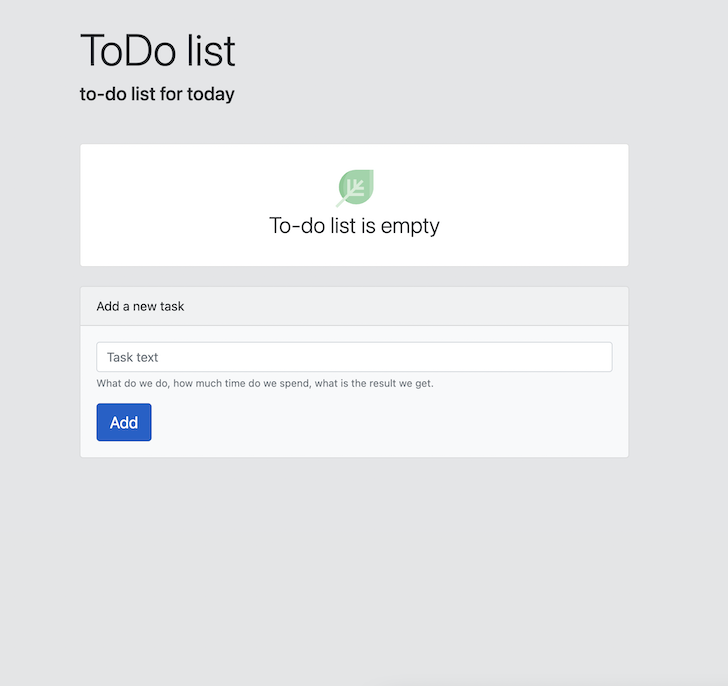 ToDo list
to-do list for today
To-do list is empty
Add a new task
Task text
What do we do, how much time do we spend, what is the result we get.
Add